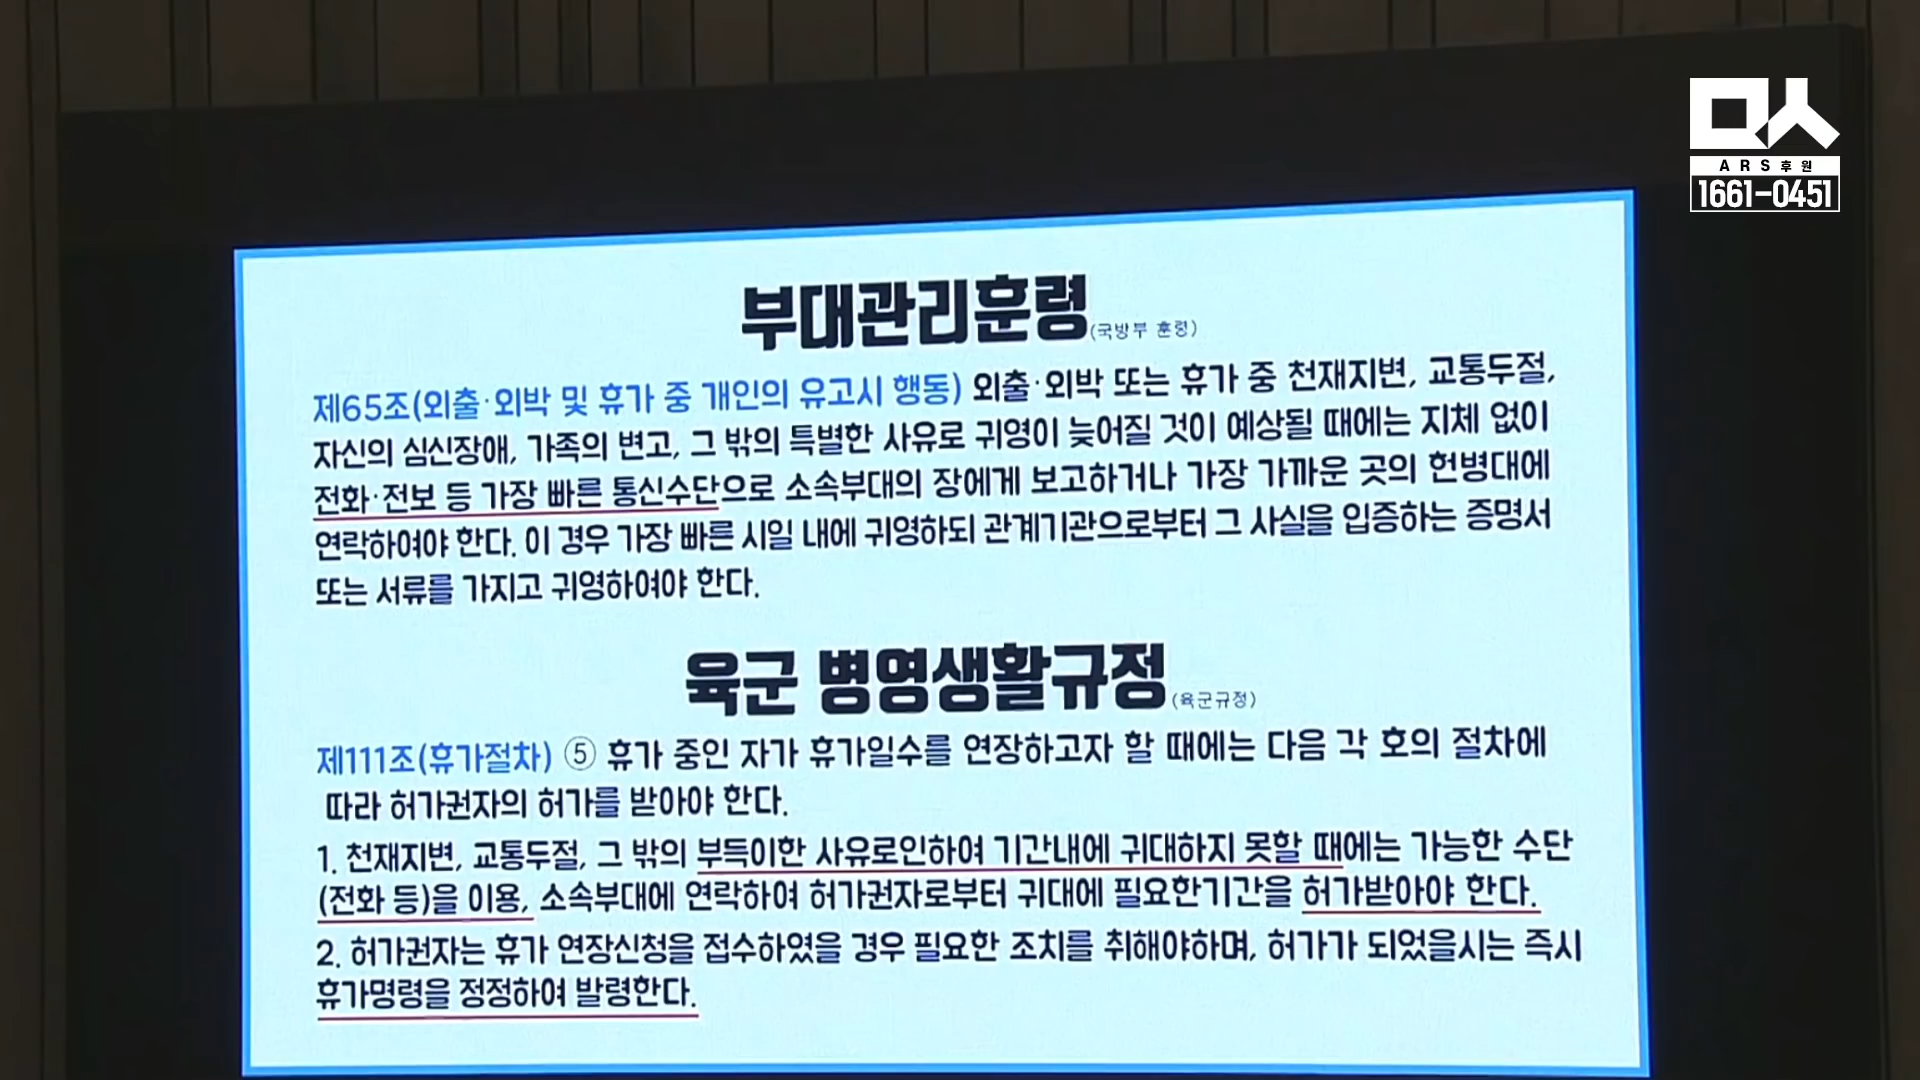 ㅁㅅ
ARS후원
1661-0451
부대관리훈령(국방부 훈령)
제65조(외출·외박 및 휴가 중 개인의 유고시 행동) 외출·외박 또는 휴가 중 천재지변, 교통두절,
자신의 심신장애, 가족의 변고, 그 밖의 특별한 사유로 귀영이 늦어질 것이 예상될 때에는 지체 없이
전화·전보 등 가장 빠른 통신수단으로 소속부대의 장에게 보고하거나 가장 가까운 곳의 헌병대에
연락하여야 한다. 이 경우 가장 빠른 시일 내에 귀영하되 관계기관으로부터 그 사실을 입증하는 증명서
또는 서류를 가지고 귀영하여야 한다.
육군 병영생활규정(육군규정)
제111조(휴가절차) ⑤ 휴가 중인 자가 휴가일수를 연장하고자 할 때에는 다음 각 호의 절차에
따라 허가권자의 허가를 받아야 한다.
1. 천재지변, 교통두절, 그 밖의 부득이한 사유로인하여 기간내에 귀대하지 못할 때에는 가능한 수단
(전화 등)을 이용, 소속부대에 연락하여 허가권자로부터 귀대에 필요한기간을 허가받아야 한다.
2. 허가권자는 휴가 연장신청을 접수하였을 경우 필요한 조치를 취해야하며, 허가가 되었을시는 즉시
휴가명령을 정정하여 발령한다.